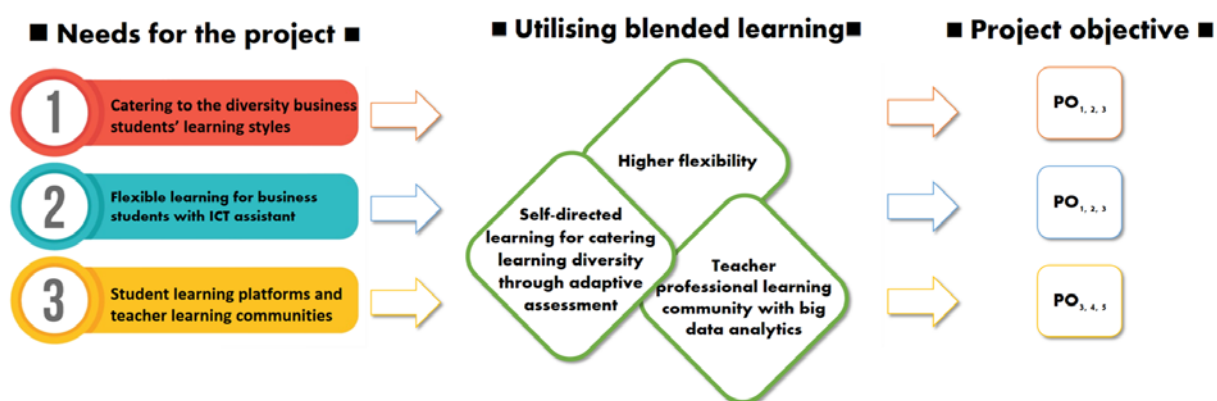 ■ Needs for the project ■
■ Utilising blended learning■
■ Project objective ■
1
Catering to the diversity business
students’ learning styles
2
Flexible learning for business
students with ICT assistant
3
Student learning platforms and
teacher learning communities
Higher flexibility
Self-directed
learning for catering
learning diversity
through adaptive
assessment
Teacher
professional learning
community with big
data analytics
PO1, 2, 3
PO1, 2, 3
PO3, 4, 5